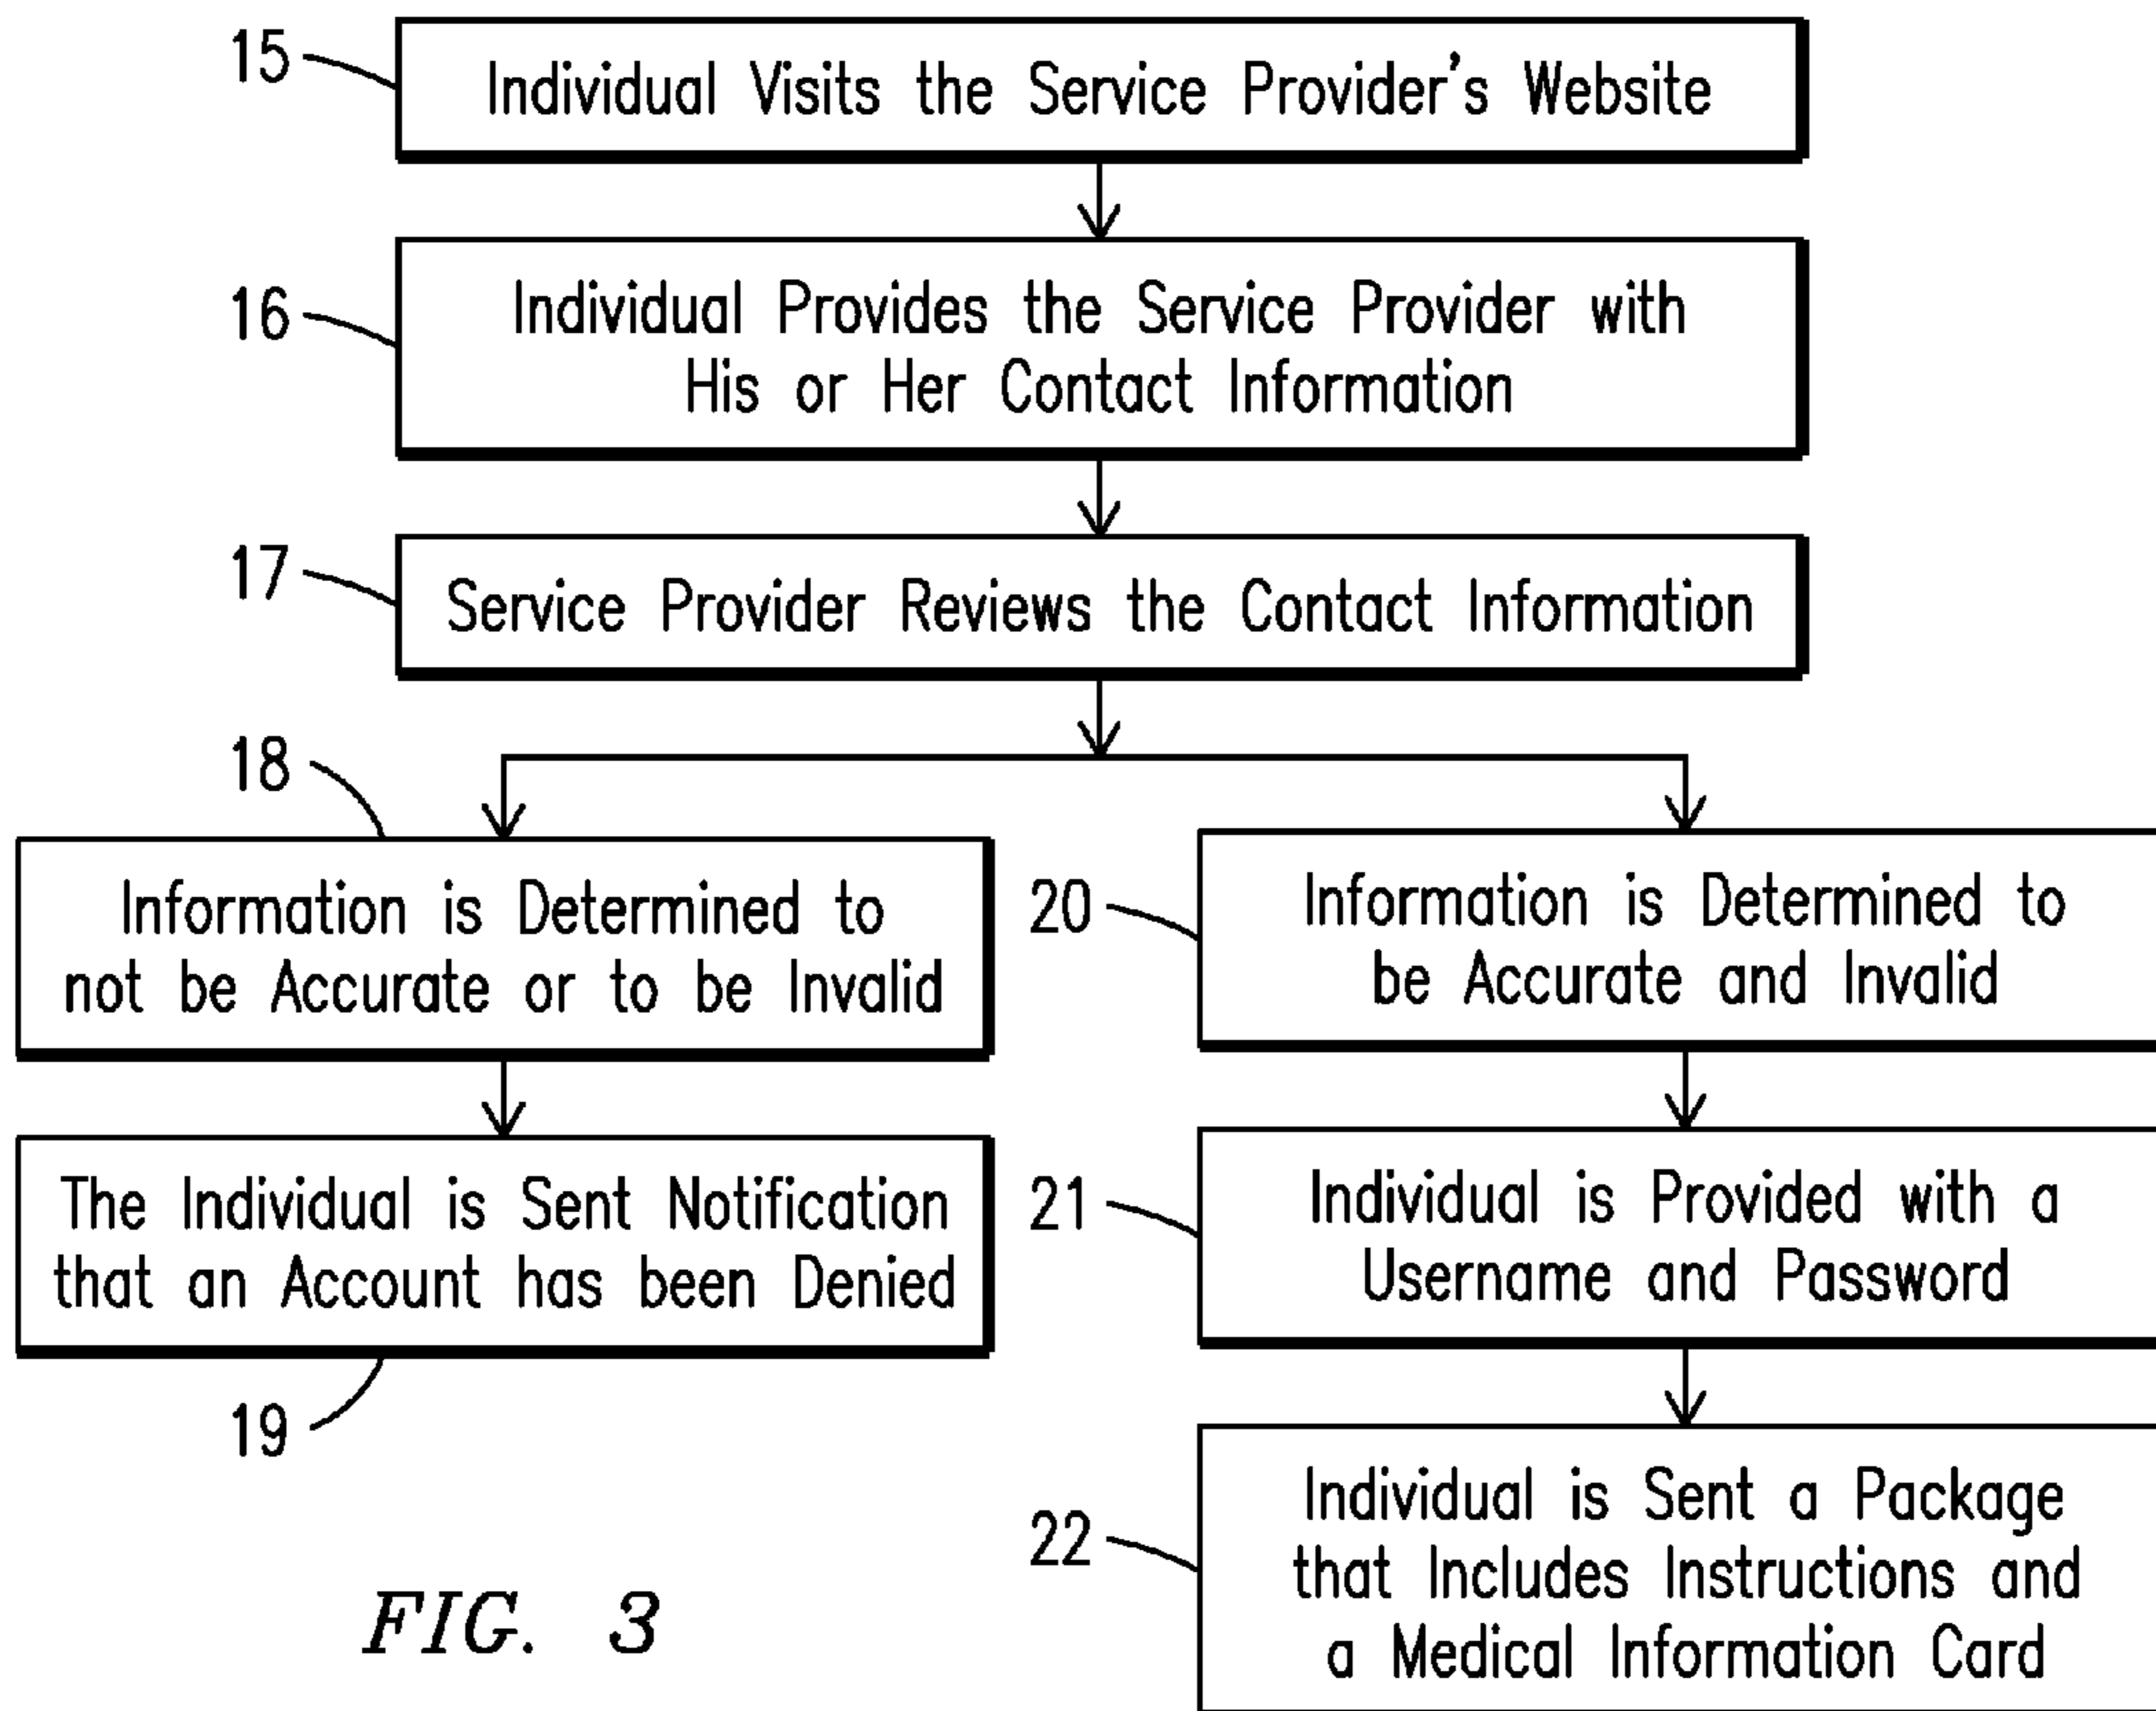 15
Individual Visits the Service Provider's Website
16
Individual Provides the Service Provider with
His or Her Contact Information
17
Service Provider Reviews the Contact Information
18
Information is Determined to
not be Accurate or to be Invalid
The Individual is Sent Notification
that an Account has been Denied
19
20
Information is Determined to
be Accurate and Invalid
21
Individual is Provided with a
Username and Password
22
Individual is Sent a Package
that Includes Instructions and
a Medical Information Card
FIG. 3